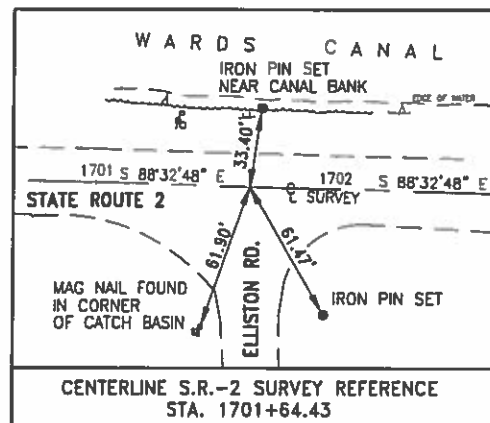 WARDS CANAL
IRON PIN SET
NEAR CANAL BANK
EDGE OF WATER
33.40'
1701 S 88°32'48" E
1702 S 88°32'48" E
℄ SURVEY
STATE ROUTE 2
61.90'
61.47'
ELLISTON RD.
MAG NAIL FOUND
IN CORNER
OF CATCH BASIN
IRON PIN SET
CENTERLINE S.R.-2 SURVEY REFERENCE
STA. 1701+64.43